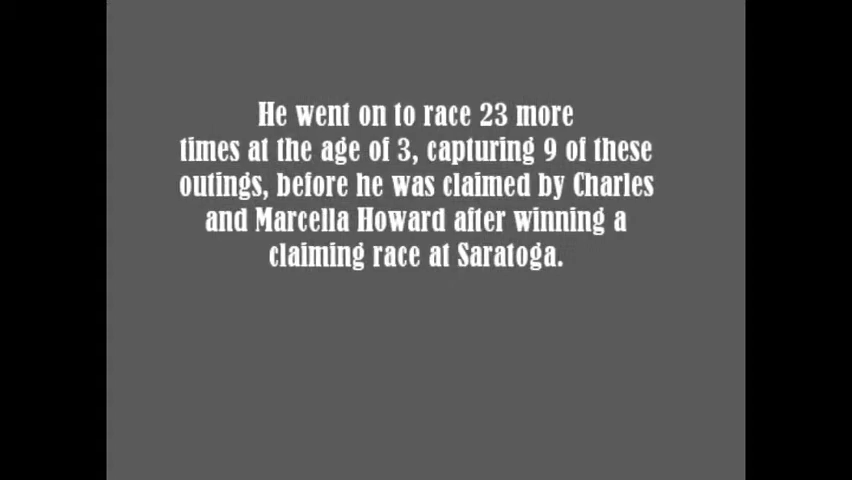 He went on to race 23 more
times at the age of 3, capturing 9 of these
outings, before he was claimed by Charles
and Marcella Howard after winning a
claiming race at Saratoga.